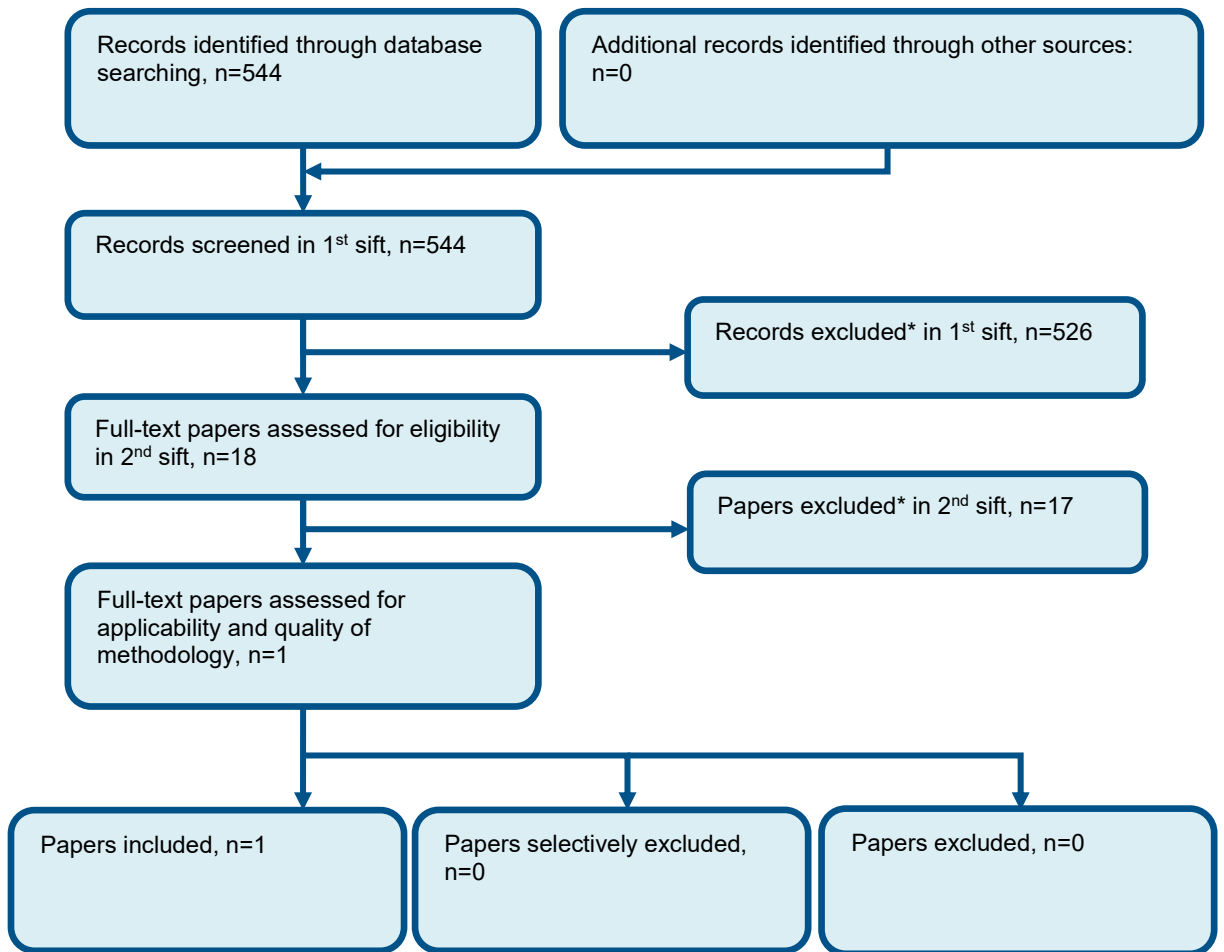 Records identified through database
searching, n=544
Additional records identified through other sources:
n=0
Records screened in 1st sift, n=544
Records excluded* in 1st sift, n=526
Full-text papers assessed for eligibility
in 2nd sift, n=18
Papers excluded* in 2nd sift, n=17
Full-text papers assessed for
applicability and quality of
methodology, n=1
Papers included, n=1
Papers selectively excluded,
n=0
Papers excluded, n=0